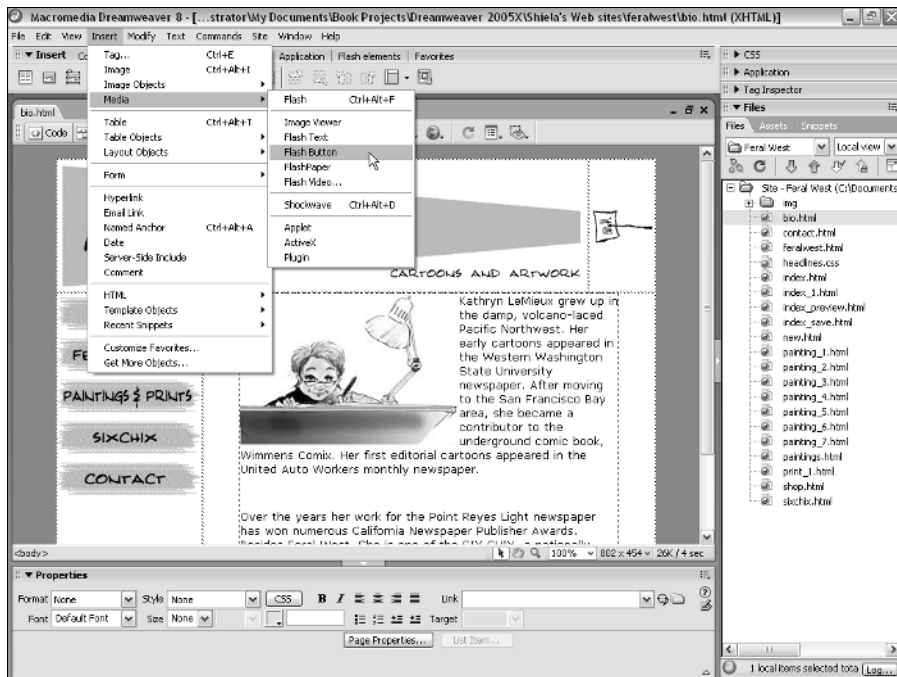 Macromedia Dreamweaver 8 - [...strator\My Documents\Book Projects\Dreamweaver 2005X\Shiela's Web sites\feralwest\bio.html (XHTML)]
File Edit View Insert Modify Text Commands Site Window Help
Insert Application Flash elements Favorites
Tag... Ctrl+E
Image Ctrl+Alt+I
Image Objects
Media
Table Ctrl+Alt+T
Table Objects
Layout Objects
Form
Hyperlink
Email Link
Named Anchor Ctrl+Alt+A
Date
Server-Side Include
Comment
HTML
Template Objects
Recent Snippets
Customize Favorites...
Get More Objects...
Flash Ctrl+Alt+F
Image Viewer
Flash Text
Flash Button
FlashPaper
Flash Video...
Shockwave Ctrl+Alt+D
Applet
ActiveX
Plugin
bio.html
Code
CARTOONS AND ARTWORK
FE
PAINTINGS & PRINTS
SIXCHIX
CONTACT
Kathryn LeMieux grew up in
the damp, volcano-laced
Pacific Northwest. Her
early cartoons appeared in
the Western Washington
State University
newspaper. After moving
to the San Francisco Bay
area, she became a
contributor to the
underground comic book,
Wimmens Comix. Her first editorial cartoons appeared in the
United Auto Workers monthly newspaper.
Over the years her work for the Point Reyes Light newspaper
has won numerous California Newspaper Publisher Awards.
<body> 100% 802 x 454 26K / 4 sec
Properties
Format None Style None CSS B I Link
Font Default Font Size None Target
Page Properties... List Item...
CSS
Application
Tag Inspector
Files
Files Assets Snippets
Feral West Local view
Site - Feral West (C:\Documents
img
bio.html
contact.html
feralwest.html
headlines.css
index.html
index_1.html
index_preview.html
index_save.html
new.html
painting_1.html
painting_2.html
painting_3.html
painting_4.html
painting_5.html
painting_6.html
painting_7.html
paintings.html
print_1.html
shop.html
sixchix.html
1 local items selected tota Log...